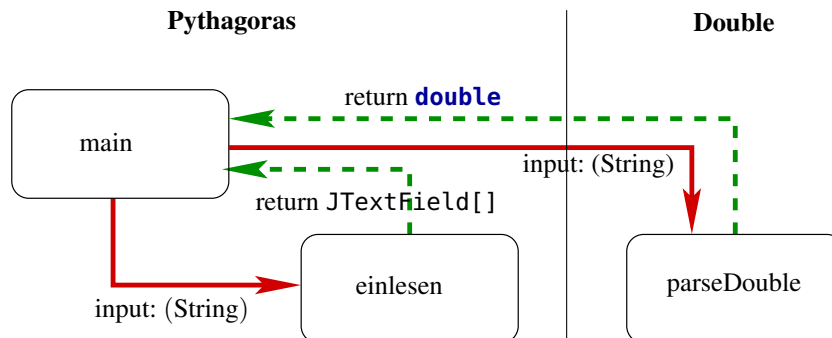 Pythagoras
Double
return double
main
input: (String)
return JTextField[]
einlesen
parseDouble
input: (String)